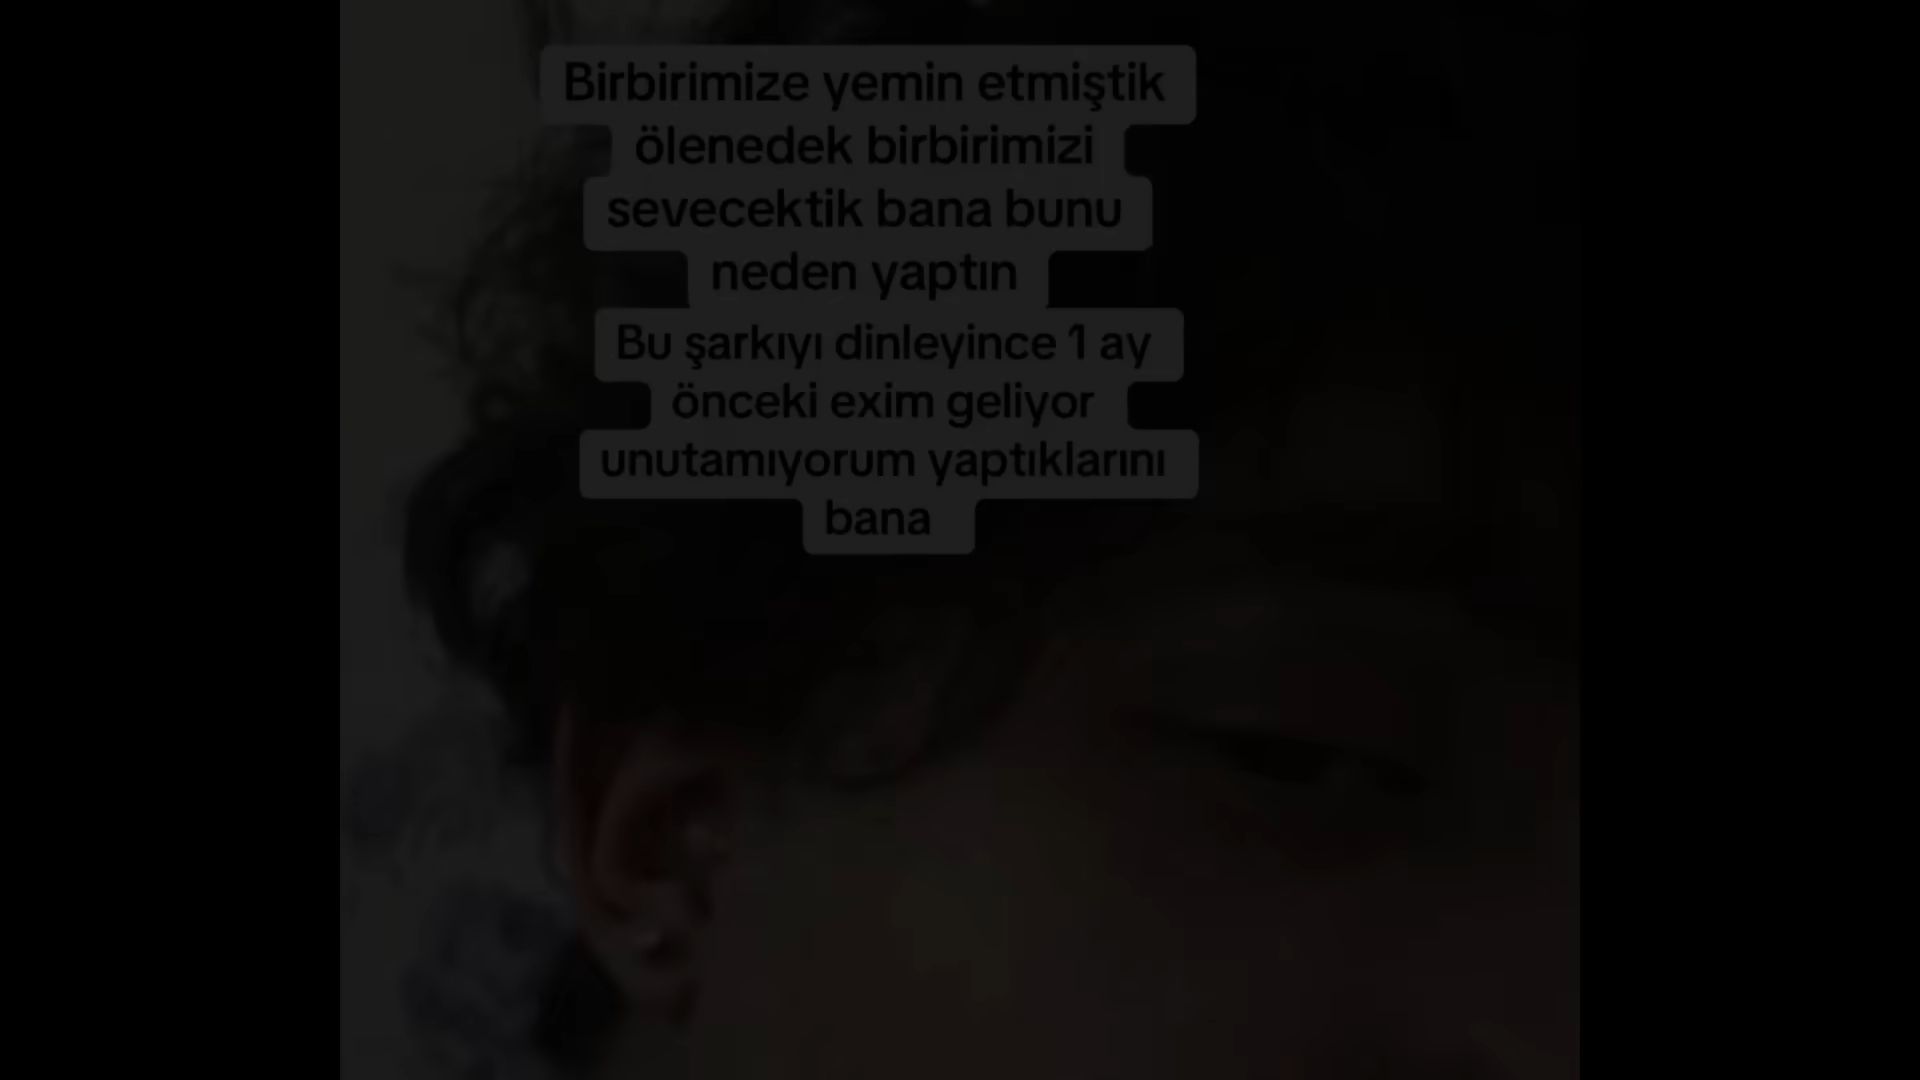 Birbirimize yemin etmiştik
ölenedek birbirimizi
sevecektik bana bunu
neden yaptın
Bu şarkıyı dinleyince 1 ay
önceki exim geliyor
unutamıyorum yaptıklarını
bana